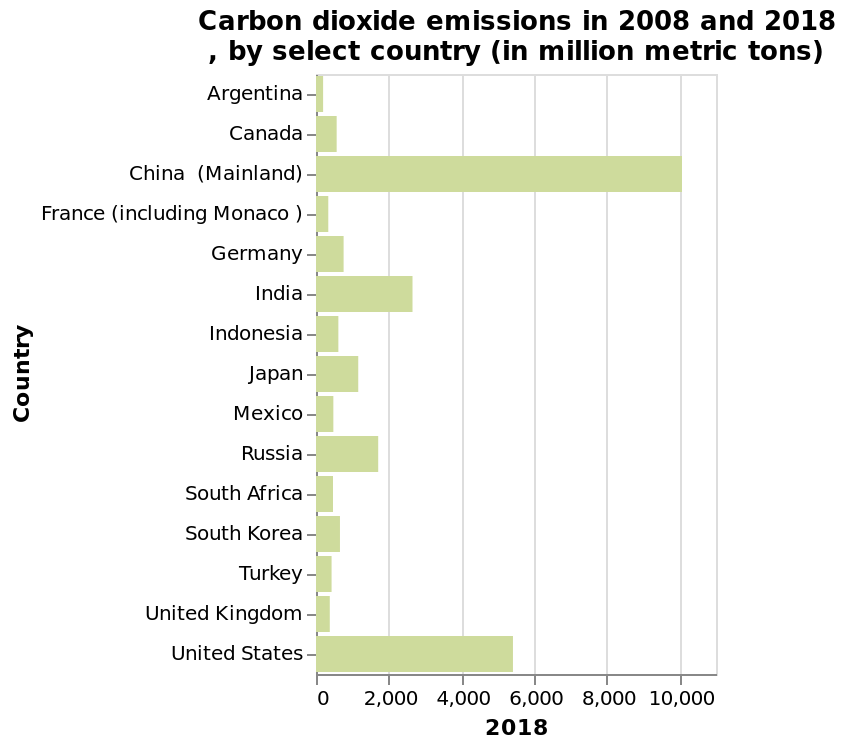 Carbon dioxide emissions in 2008 and 2018
, by select country (in million metric tons)
Argentina
Canada
China  (Mainland)
France (including Monaco )
Germany
India
Indonesia
Japan
Mexico
Russia
South Africa
South Korea
Turkey
United Kingdom
United States
Country
0 2,000 4,000 6,000 8,000 10,000
2018